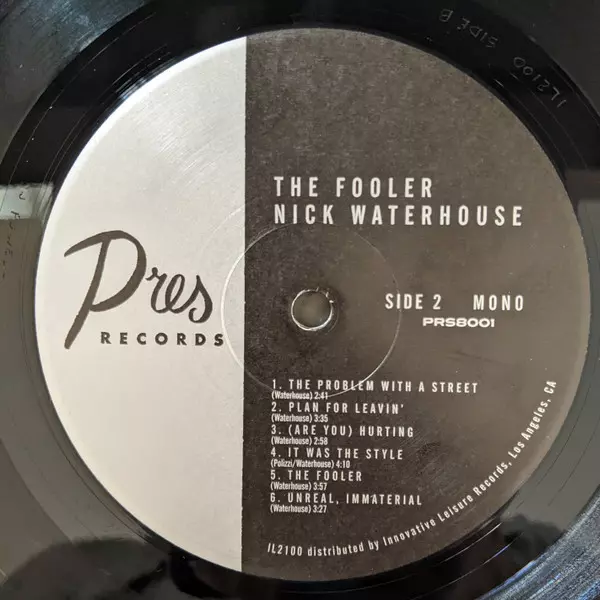 IL2100 SIDE B
THE FOOLER
NICK WATERHOUSE
Pres
RECORDS
SIDE 2 MONO
PRS8001
1. THE PROBLEM WITH A STREET
(Waterhouse) 2:41
2. PLAN FOR LEAVIN'
(Waterhouse) 3:35
3. (ARE YOU) HURTING
(Waterhouse) 2:58
4. IT WAS THE STYLE
(Polizzi/Waterhouse) 4:10
5. THE FOOLER
(Waterhouse) 3:57
6. UNREAL, IMMATERIAL
(Waterhouse) 3:27
IL2100 distributed by Innovative Leisure Records, Los Angeles, CA